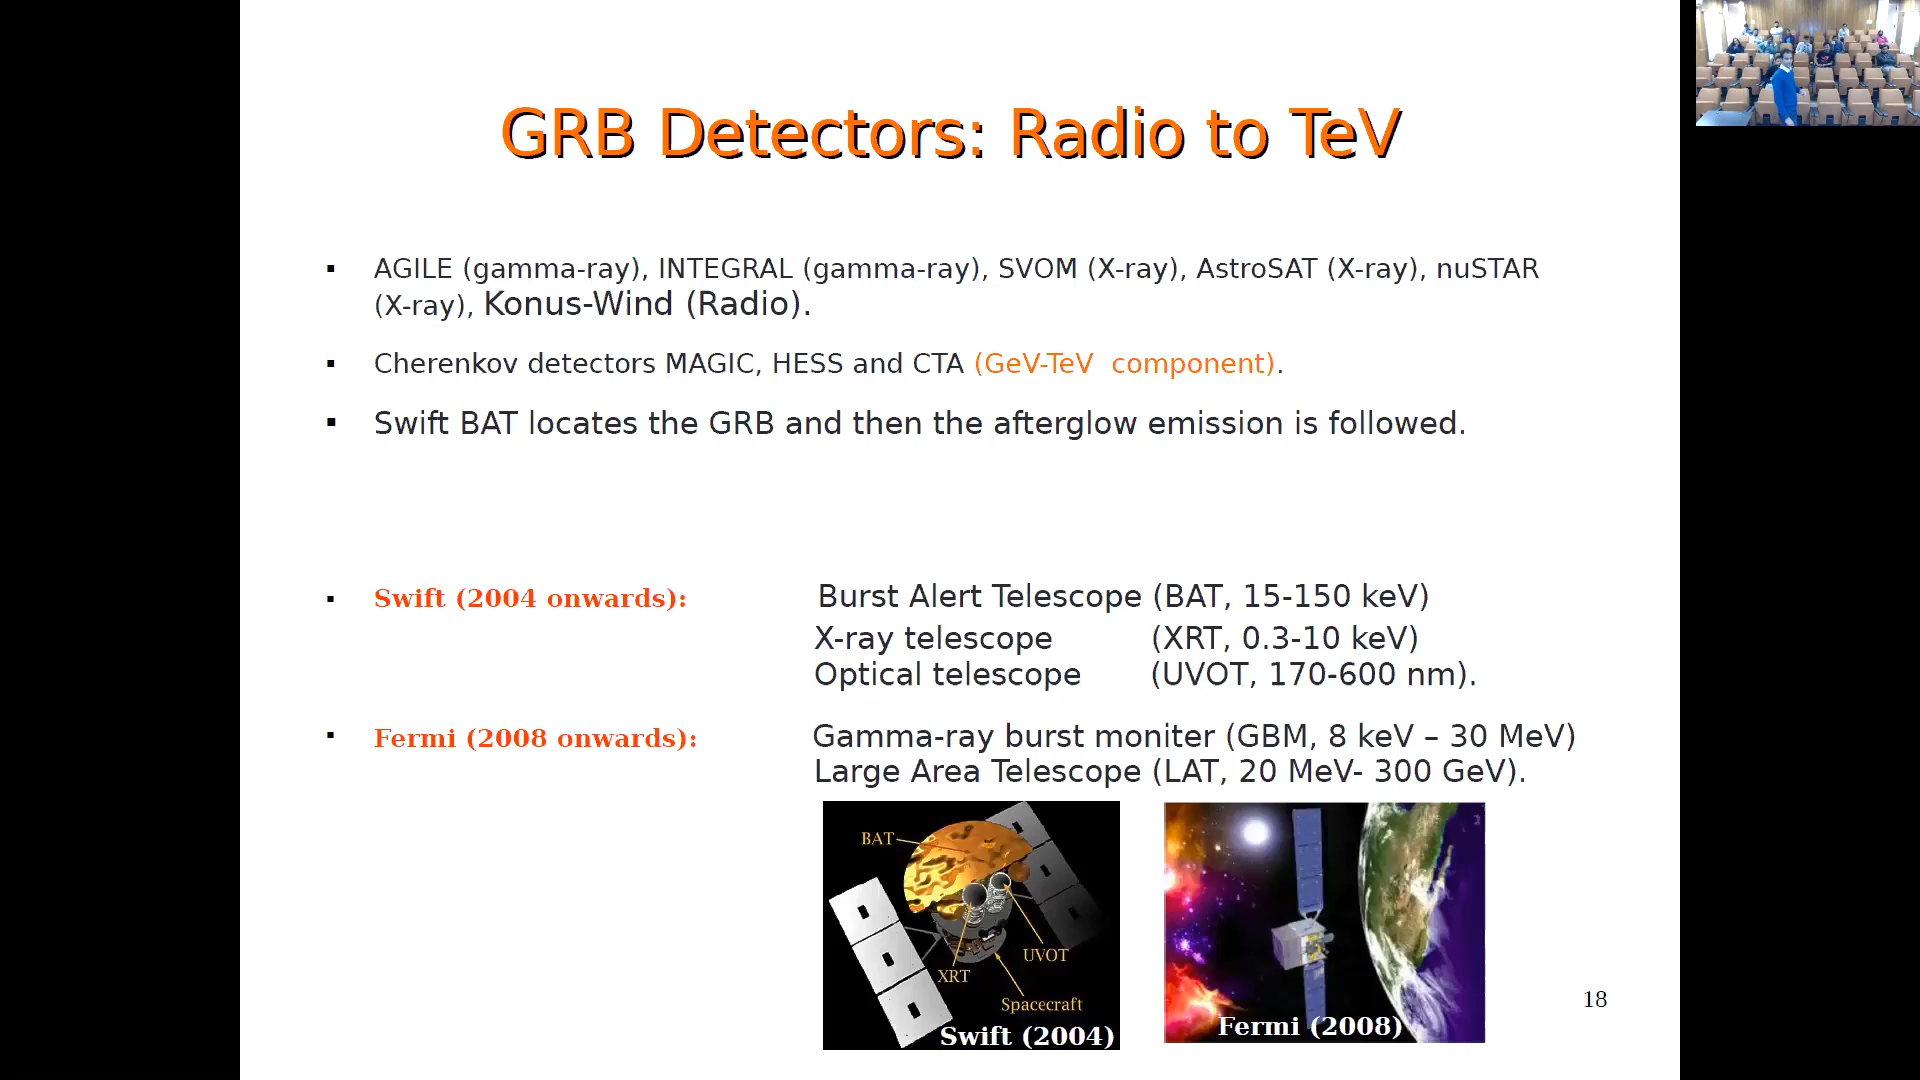 GRB Detectors: Radio to TeV
▪ AGILE (gamma-ray), INTEGRAL (gamma-ray), SVOM (X-ray), AstroSAT (X-ray), nuSTAR
(X-ray), Konus-Wind (Radio).
▪ Cherenkov detectors MAGIC, HESS and CTA (GeV-TeV component).
▪ Swift BAT locates the GRB and then the afterglow emission is followed.
▪ Swift (2004 onwards): Burst Alert Telescope (BAT, 15-150 keV)
X-ray telescope (XRT, 0.3-10 keV)
Optical telescope (UVOT, 170-600 nm).
▪ Fermi (2008 onwards): Gamma-ray burst moniter (GBM, 8 keV – 30 MeV)
Large Area Telescope (LAT, 20 MeV- 300 GeV).
BAT
UVOT
XRT
Spacecraft
Swift (2004)
Fermi (2008)
18